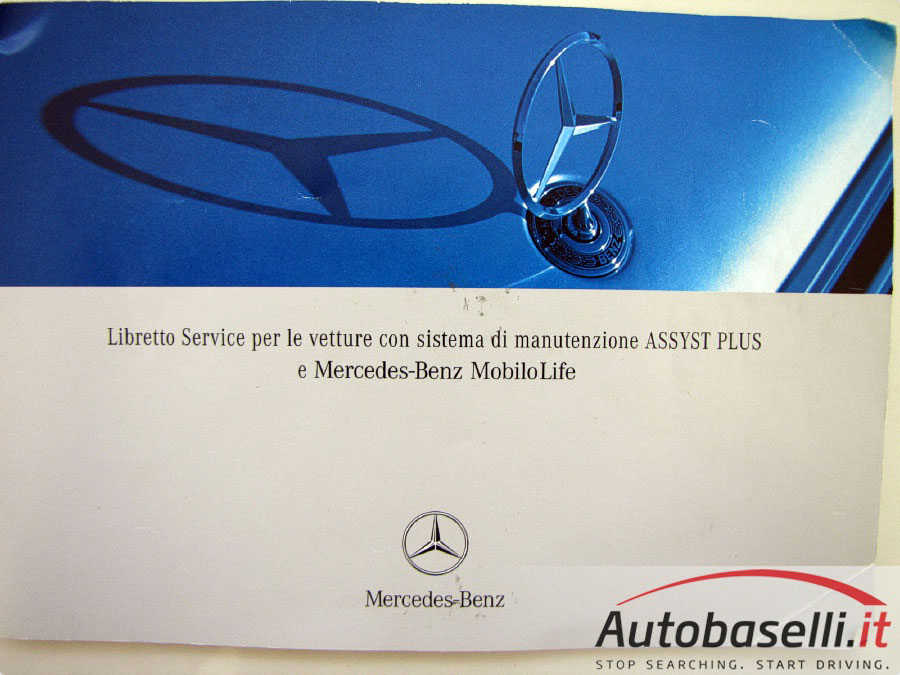 BENZ
Libretto Service per le vetture con sistema di manutenzione ASSYST PLUS
e Mercedes-Benz MobiloLife
Mercedes-Benz
Autobaselli.it
STOP SEARCHING. START DRIVING.